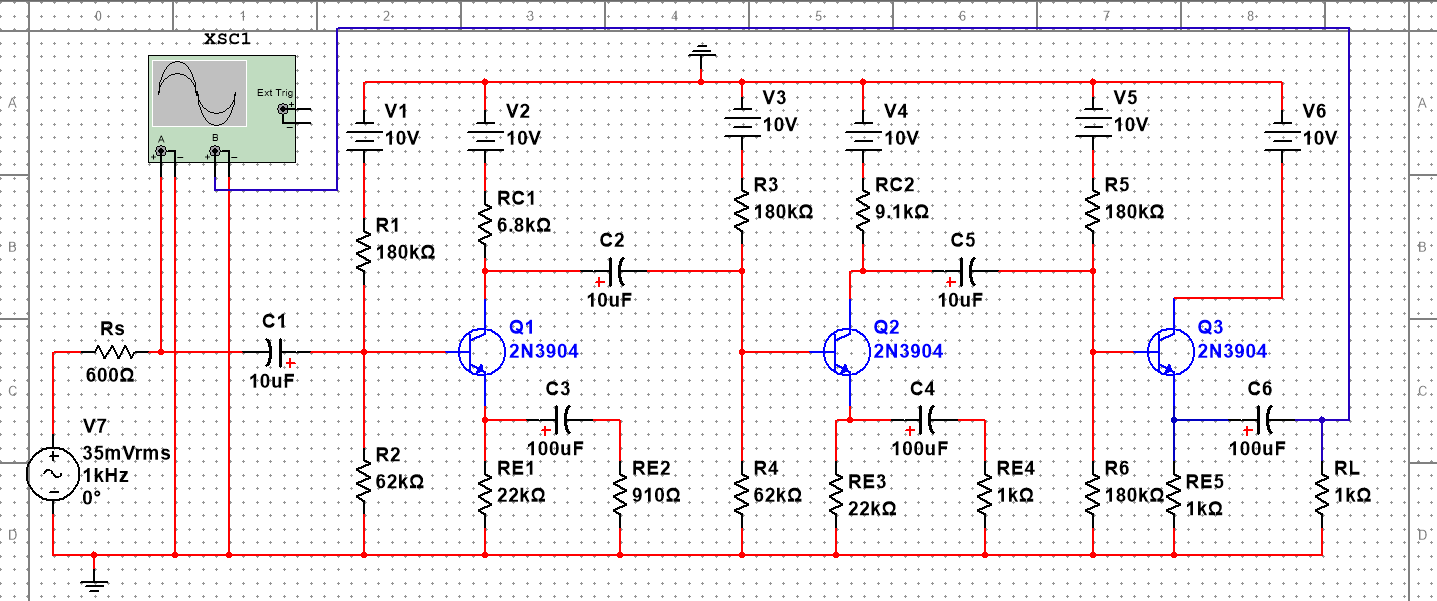 0 1 2 3 4 5 6 7 8
XSC1
Ext Trig
+
−
A
B
+ − + −
A
B
C
D
A
B
C
D
V1
10V
V2
10V
V3
10V
V4
10V
V5
10V
V6
10V
R1
180kΩ
RC1
6.8kΩ
R3
180kΩ
RC2
9.1kΩ
R5
180kΩ
C2
+
10uF
C5
+
10uF
Rs
600Ω
C1
+
10uF
Q1
2N3904
Q2
2N3904
Q3
2N3904
C3
+
100uF
C4
+
100uF
C6
+
100uF
V7
35mVrms
1kHz
0°
+
−
R2
62kΩ
RE1
22kΩ
RE2
910Ω
R4
62kΩ
RE3
22kΩ
RE4
1kΩ
R6
180kΩ
RE5
1kΩ
RL
1kΩ